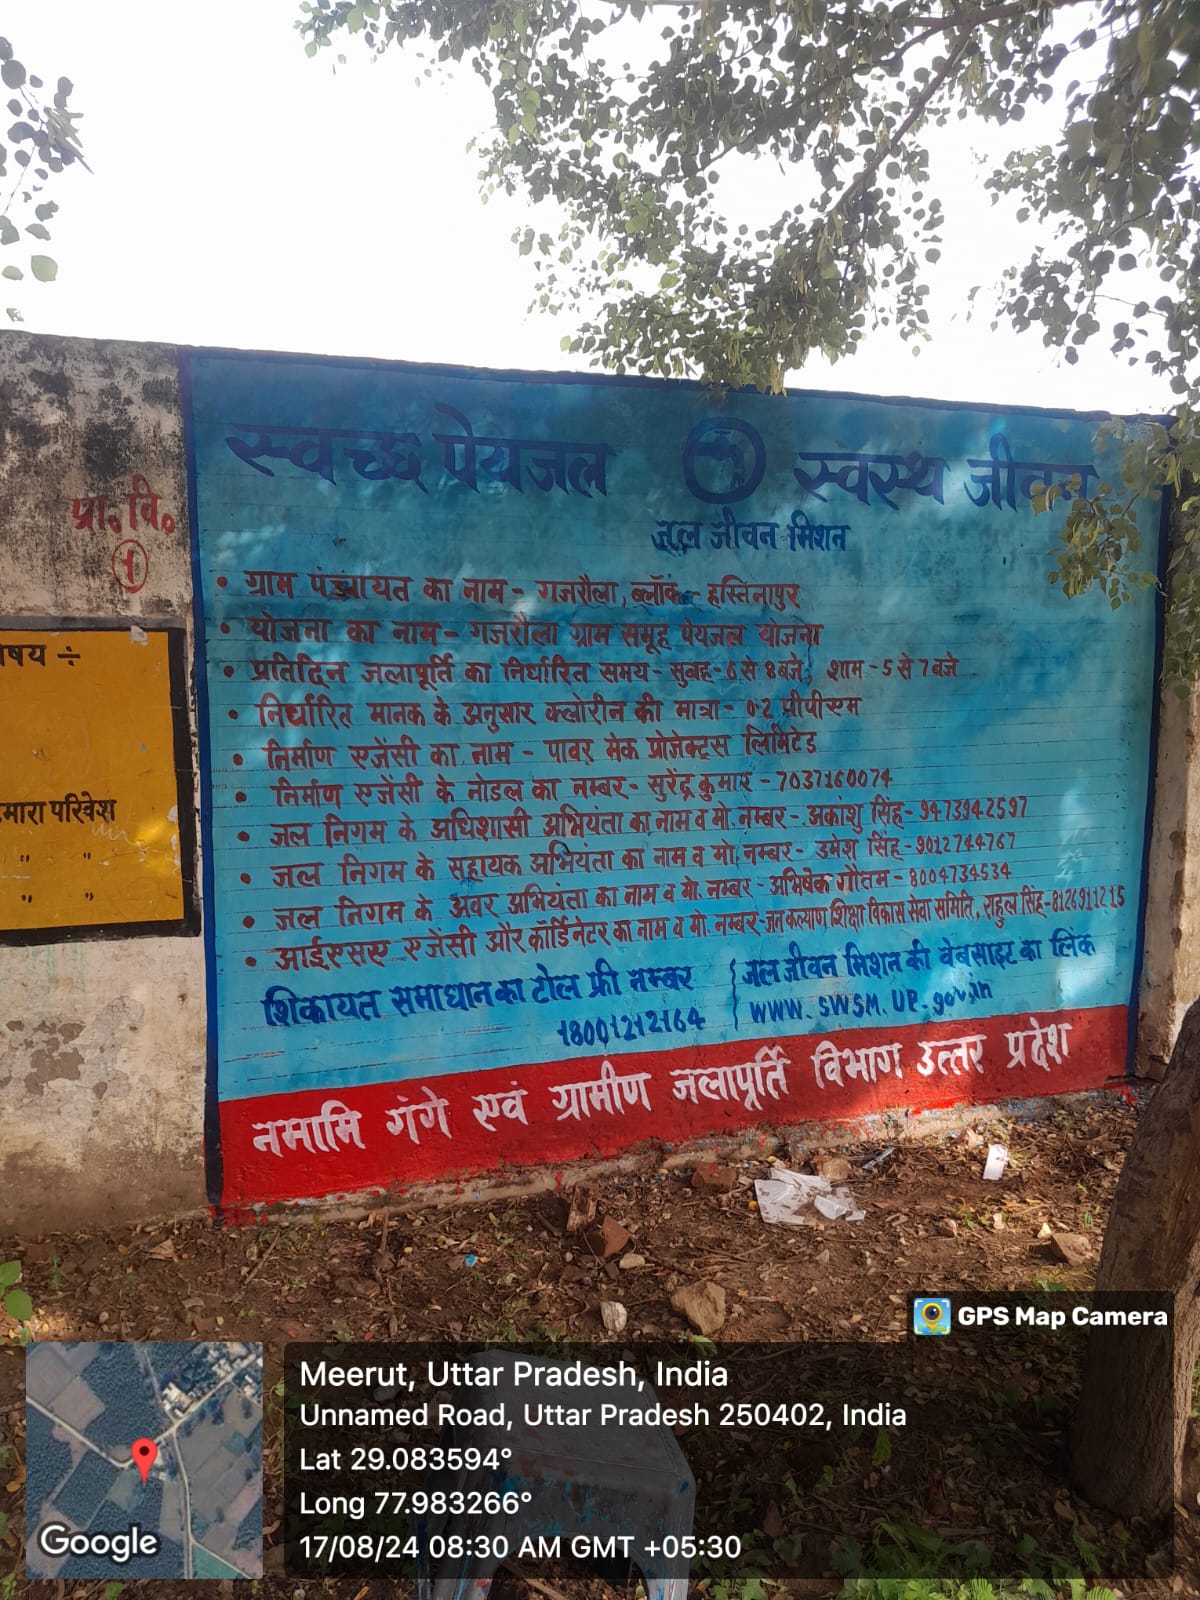 स्वच्छ पेयजल स्वस्थ जीवन
जल जीवन मिशन
• ग्राम पंचायत का नाम - गजरौला, ब्लॉक - हस्तिनापुर
• योजना का नाम - गजरौला ग्राम समूह पेयजल योजना
• प्रतिदिन जलापूर्ति का निर्धारित समय - सुबह - 6 से 8 बजे, शाम - 5 से 7 बजे
• निर्धारित मानक के अनुसार क्लोरीन की मात्रा - 0.2 पीपीएम
• निर्माण एजेंसी का नाम - पावर मेक प्रोजेक्ट्स लिमिटेड
• निर्माण एजेंसी के नोडल का नम्बर - सुरेंद्र कुमार - 7037160074
• जल निगम के अधिशासी अभियंता का नाम व मो. नम्बर - अकांशु सिंह - 9473942597
• जल निगम के सहायक अभियंता का नाम व मो. नम्बर - उमेश सिंह - 9012744767
• जल निगम के अवर अभियंता का नाम व मो. नम्बर - अभिषेक गौतम - 8004734534
• आईएसए एजेंसी और कॉर्डिनेटर का नाम व मो. नम्बर - जन कल्याण शिक्षा विकास सेवा समिति, राहुल सिंह - 8126911215
शिकायत समाधान का टोल फ्री नम्बर
18001212164
जल जीवन मिशन की वेबसाइट का लिंक
WWW.SWSM.UP.gov.in
नमामि गंगे एवं ग्रामीण जलापूर्ति विभाग उत्तर प्रदेश
प्रा० वि०
1
मारा परिवेश
" "
" "
GPS Map Camera
Meerut, Uttar Pradesh, India
Unnamed Road, Uttar Pradesh 250402, India
Lat 29.083594°
Long 77.983266°
17/08/24 08:30 AM GMT +05:30
Google